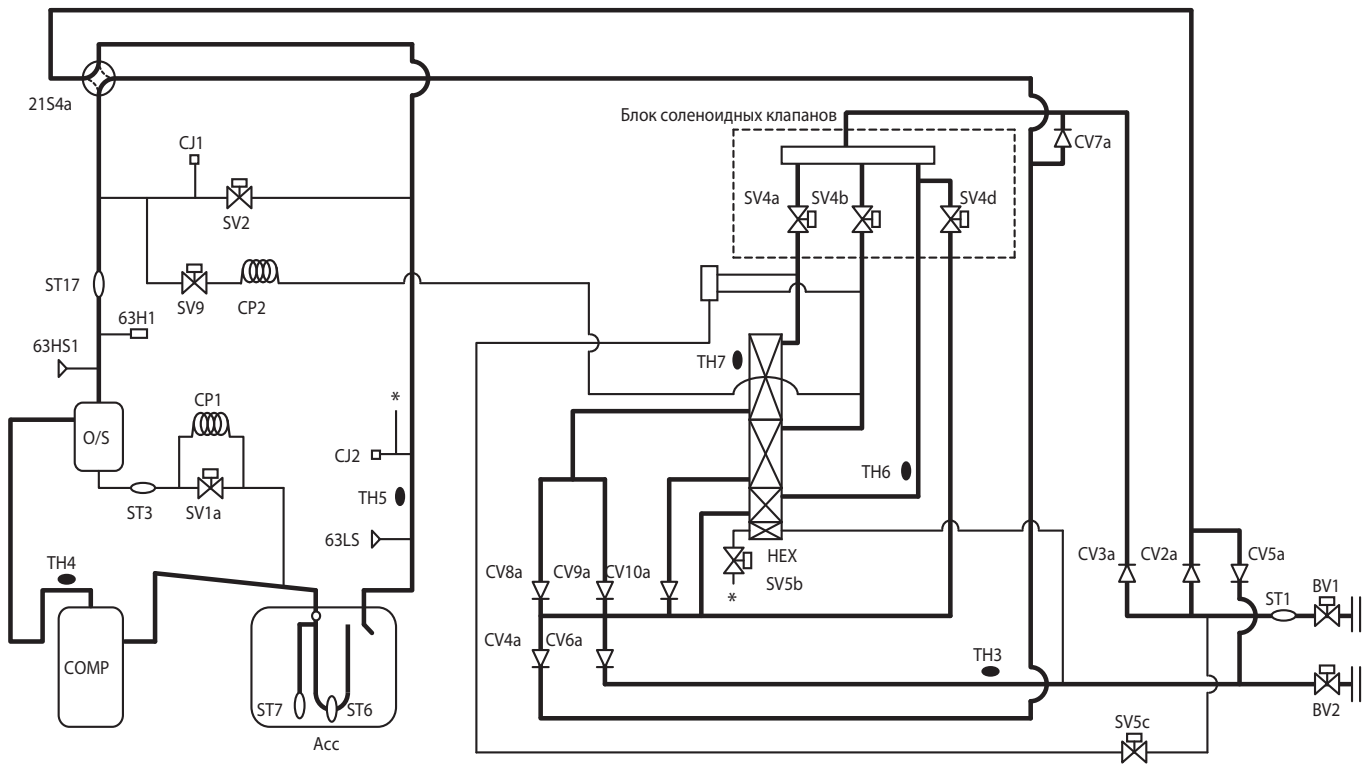 21S4a
Блок соленоидных клапанов
CJ1
CV7a
SV2
SV4a
SV4b
SV4d
ST17
SV9
CP2
63H1
63HS1
TH7
CP1
*
O/S
CJ2
TH6
ST3
SV1a
TH5
63LS
TH4
CV8a
CV9a
CV10a
HEX
SV5b
*
CV3a
CV2a
CV5a
ST1
BV1
COMP
CV4a
CV6a
TH3
ST7
ST6
BV2
Acc
SV5c